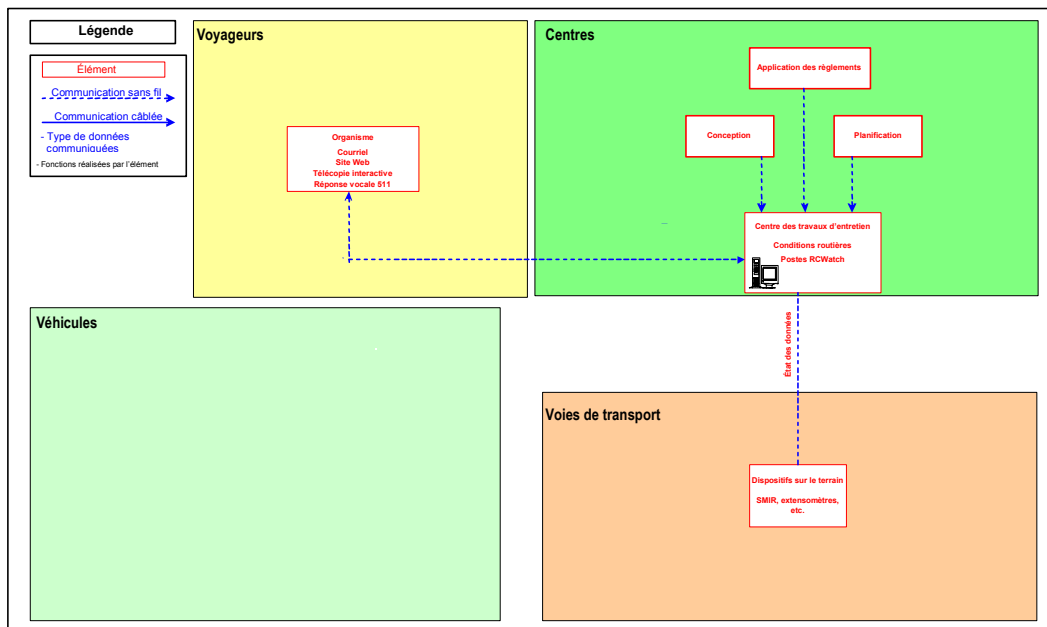 Légende
Élément
Communication sans fil
Communication câblée
- Type de données
communiquées
- Fonctions réalisées par l'élément
Voyageurs
Organisme
Courriel
Site Web
Télécopie interactive
Réponse vocale 511
Centres
Application des règlements
Conception
Planification
Centre des travaux d'entretien
Conditions routières
Postes RCWatch
État des données
Véhicules
Voies de transport
Dispositifs sur le terrain
SMIR, extensomètres,
etc.